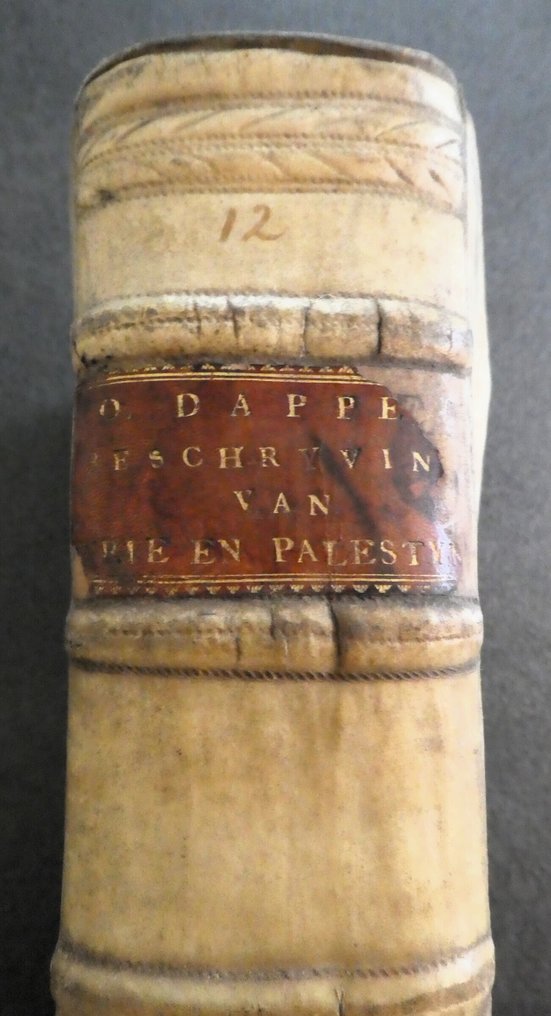 12
O. DAPPE
ESCHRYVIN
VAN
RIE EN PALESTYN